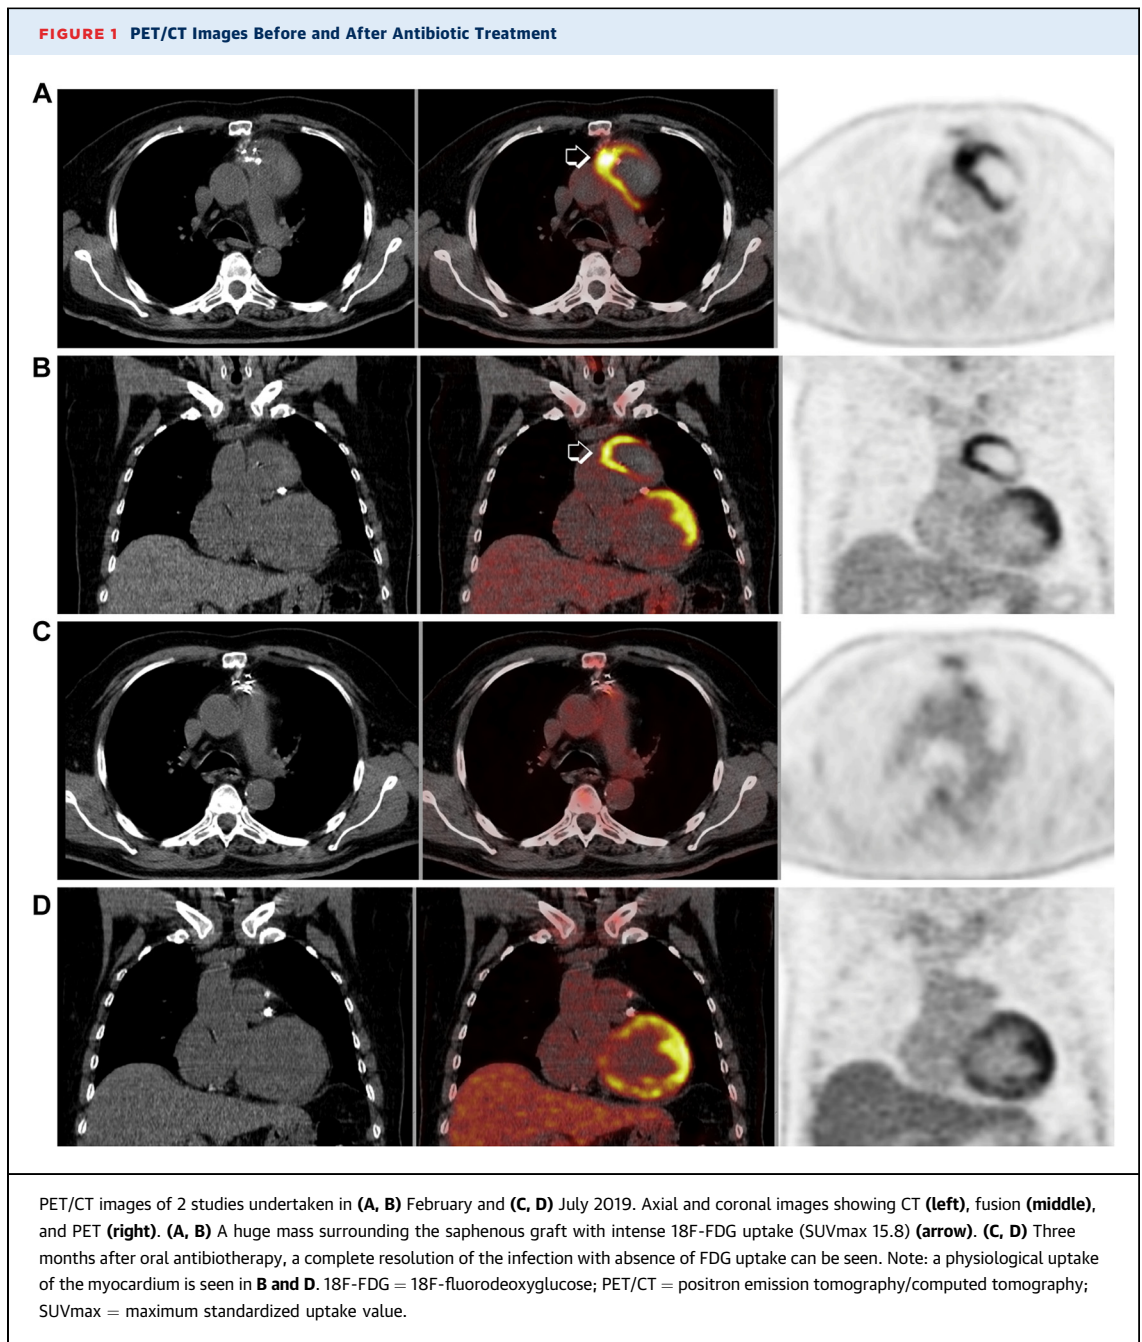 FIGURE 1 PET/CT Images Before and After Antibiotic Treatment
A
B
C
D
PET/CT images of 2 studies undertaken in (A, B) February and (C, D) July 2019. Axial and coronal images showing CT (left), fusion (middle),
and PET (right). (A, B) A huge mass surrounding the saphenous graft with intense 18F-FDG uptake (SUVmax 15.8) (arrow). (C, D) Three
months after oral antibiotherapy, a complete resolution of the infection with absence of FDG uptake can be seen. Note: a physiological uptake
of the myocardium is seen in B and D. 18F-FDG = 18F-fluorodeoxyglucose; PET/CT = positron emission tomography/computed tomography;
SUVmax = maximum standardized uptake value.